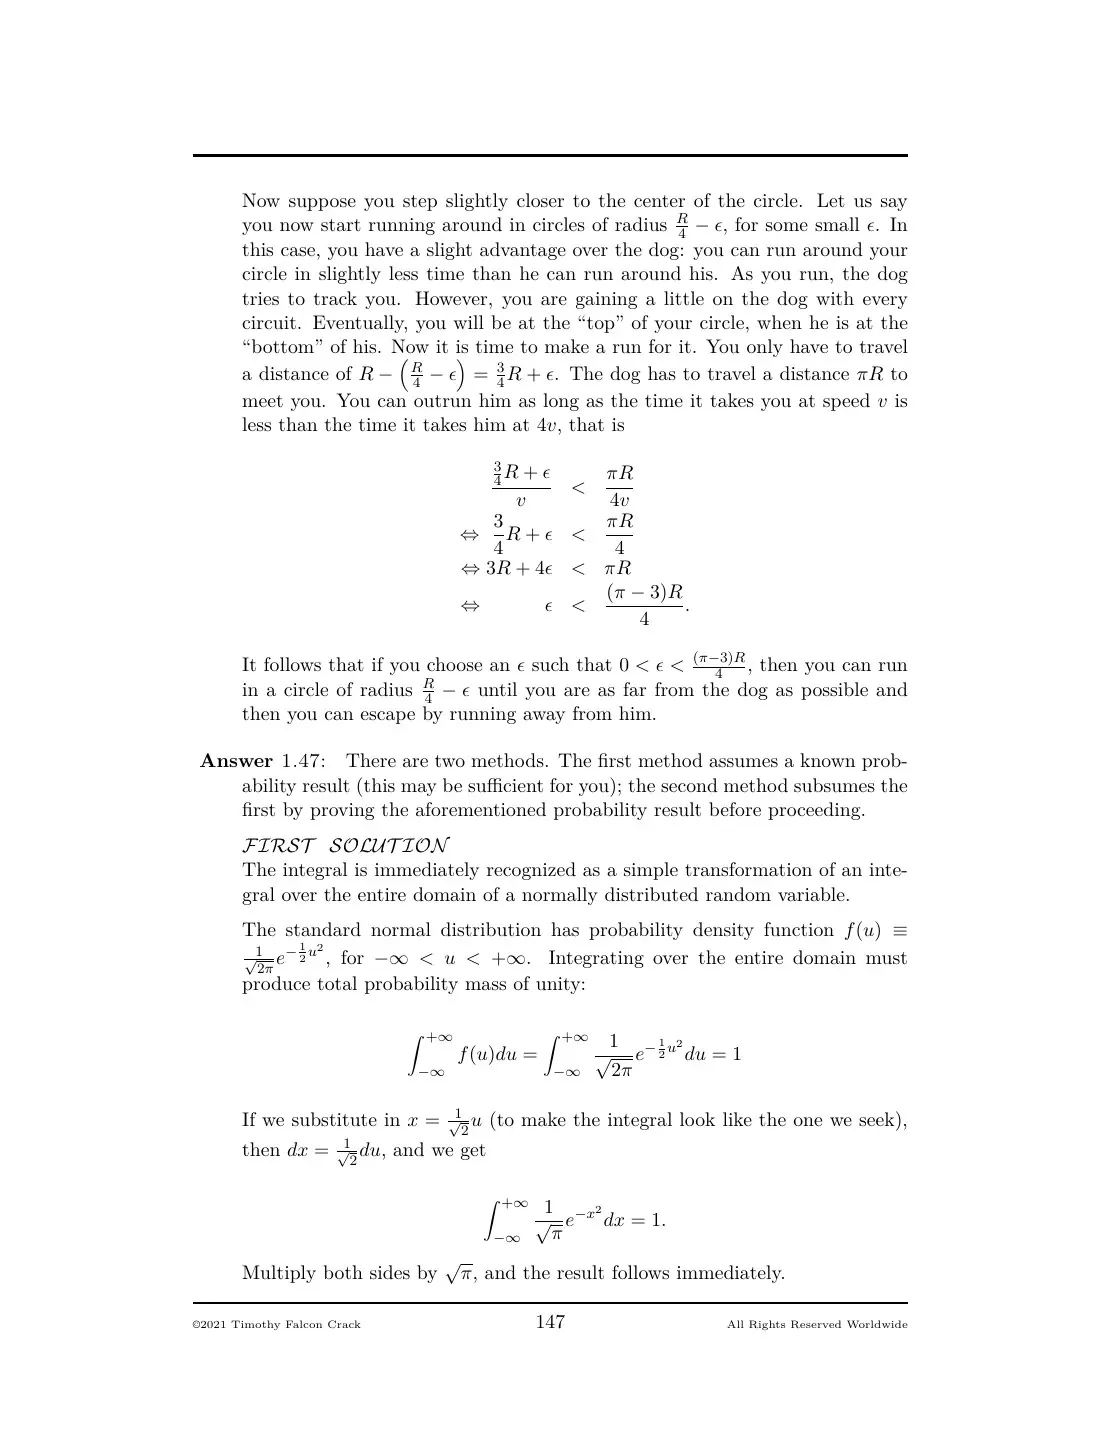 Now suppose you step slightly closer to the center of the circle. Let us say
you now start running around in circles of radius R/4 − ϵ, for some small ϵ. In
this case, you have a slight advantage over the dog: you can run around your
circle in slightly less time than he can run around his. As you run, the dog
tries to track you. However, you are gaining a little on the dog with every
circuit. Eventually, you will be at the “top” of your circle, when he is at the
“bottom” of his. Now it is time to make a run for it. You only have to travel
a distance of R − (R/4 − ϵ) = 3/4 R + ϵ. The dog has to travel a distance πR to
meet you. You can outrun him as long as the time it takes you at speed v is
less than the time it takes him at 4v, that is
(3/4 R + ϵ)/v < πR/4v
⇔ 3/4 R + ϵ < πR/4
⇔ 3R + 4ϵ < πR
⇔ ϵ < (π − 3)R/4.
It follows that if you choose an ϵ such that 0 < ϵ < (π−3)R/4, then you can run
in a circle of radius R/4 − ϵ until you are as far from the dog as possible and
then you can escape by running away from him.
Answer 1.47: There are two methods. The first method assumes a known prob-
ability result (this may be sufficient for you); the second method subsumes the
first by proving the aforementioned probability result before proceeding.
FIRST SOLUTION
The integral is immediately recognized as a simple transformation of an inte-
gral over the entire domain of a normally distributed random variable.
The standard normal distribution has probability density function f(u) ≡
1/√2π e^{−1/2 u²}, for −∞ < u < +∞. Integrating over the entire domain must
produce total probability mass of unity:
∫_{−∞}^{+∞} f(u)du = ∫_{−∞}^{+∞} 1/√2π e^{−1/2 u²} du = 1
If we substitute in x = 1/√2 u (to make the integral look like the one we seek),
then dx = 1/√2 du, and we get
∫_{−∞}^{+∞} 1/√π e^{−x²} dx = 1.
Multiply both sides by √π, and the result follows immediately.
©2021 Timothy Falcon Crack 147 All Rights Reserved Worldwide